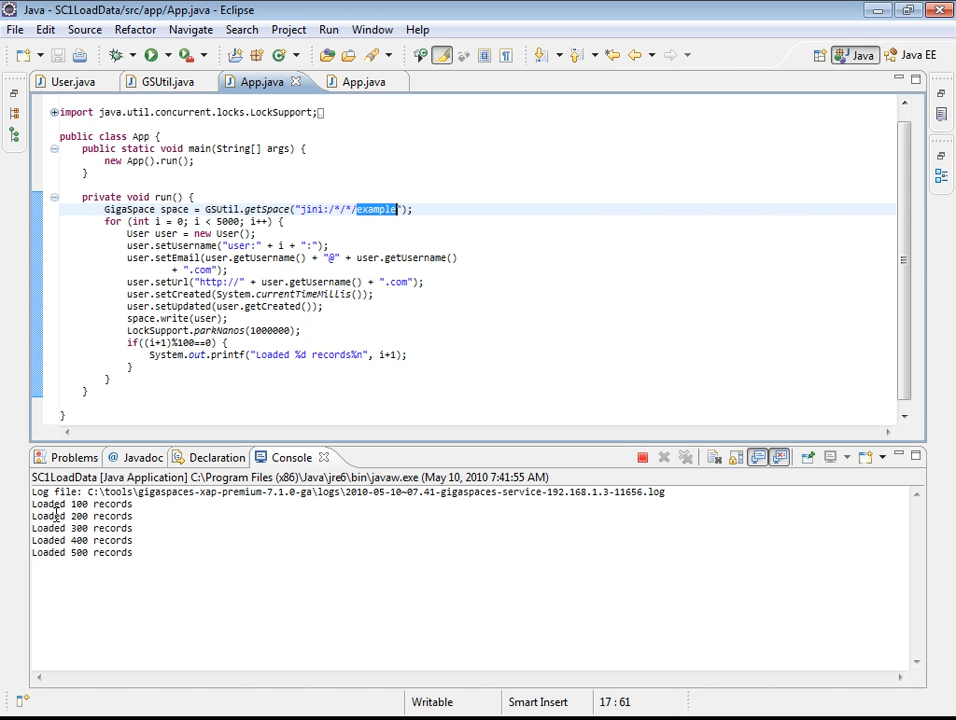 Java - SC1LoadData/src/app/App.java - Eclipse
File Edit Source Refactor Navigate Search Project Run Window Help
Java Java EE
User.java GSUtil.java App.java App.java
import java.util.concurrent.locks.LockSupport;
public class App {
public static void main(String[] args) {
new App().run();
}
private void run() {
GigaSpace space = GSUtil.getSpace("jini:/*/*/example");
for (int i = 0; i < 5000; i++) {
User user = new User();
user.setUsername("user:" + i + ":");
user.setEmail(user.getUsername() + "@" + user.getUsername()
+ ".com");
user.setUrl("http://" + user.getUsername() + ".com");
user.setCreated(System.currentTimeMillis());
user.setUpdated(user.getCreated());
space.write(user);
LockSupport.parkNanos(1000000);
if((i+1)%100==0) {
System.out.printf("Loaded %d records%n", i+1);
}
}
}
}
Problems Javadoc Declaration Console
SC1LoadData [Java Application] C:\Program Files (x86)\Java\jre6\bin\javaw.exe (May 10, 2010 7:41:55 AM)
Log file: C:\tools\gigaspaces-xap-premium-7.1.0-ga\logs\2010-05-10~07.41-gigaspaces-service-192.168.1.3-11656.log
Loaded 100 records
Loaded 200 records
Loaded 300 records
Loaded 400 records
Loaded 500 records
Writable Smart Insert 17 : 61